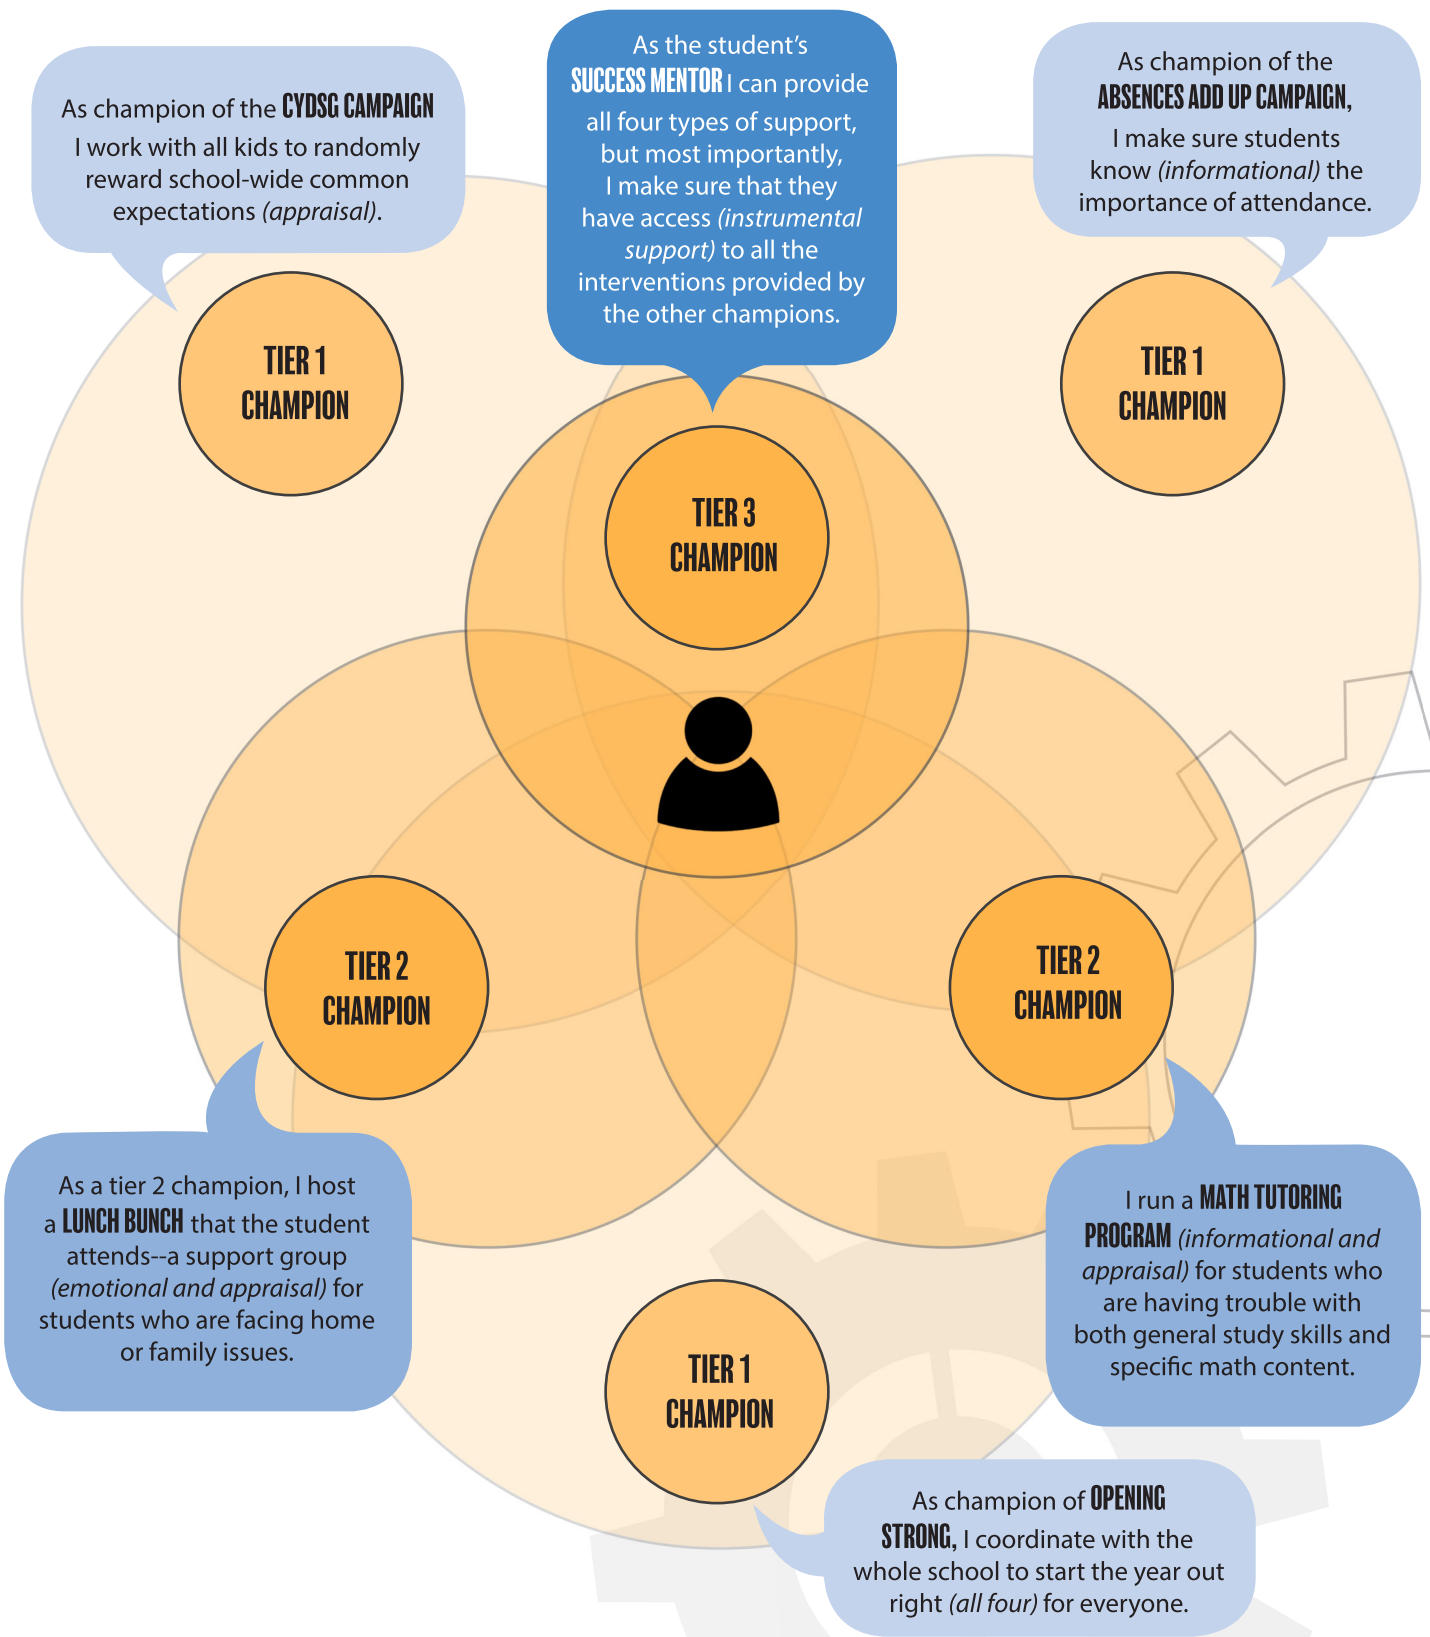 As champion of the CYDSG CAMPAIGN
I work with all kids to randomly
reward school-wide common
expectations (appraisal).
As the student’s
SUCCESS MENTOR I can provide
all four types of support,
but most importantly,
I make sure that they
have access (instrumental
support) to all the
interventions provided by
the other champions.
As champion of the
ABSENCES ADD UP CAMPAIGN,
I make sure students
know (informational) the
importance of attendance.
TIER 1
CHAMPION
TIER 1
CHAMPION
TIER 3
CHAMPION
TIER 2
CHAMPION
TIER 2
CHAMPION
As a tier 2 champion, I host
a LUNCH BUNCH that the student
attends--a support group
(emotional and appraisal) for
students who are facing home
or family issues.
I run a MATH TUTORING
PROGRAM (informational and
appraisal) for students who
are having trouble with
both general study skills and
specific math content.
TIER 1
CHAMPION
As champion of OPENING
STRONG, I coordinate with the
whole school to start the year out
right (all four) for everyone.